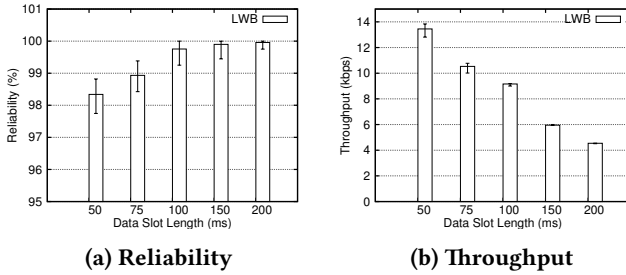 101
100
99
98
97
96
95
Reliability (%)
LWB
50 75 100 150 200
Data Slot Length (ms)
(a) Reliability
14
12
10
8
6
4
2
0
Throughput (kbps)
LWB
50 75 100 150 200
Data Slot Length (ms)
(b) Throughput